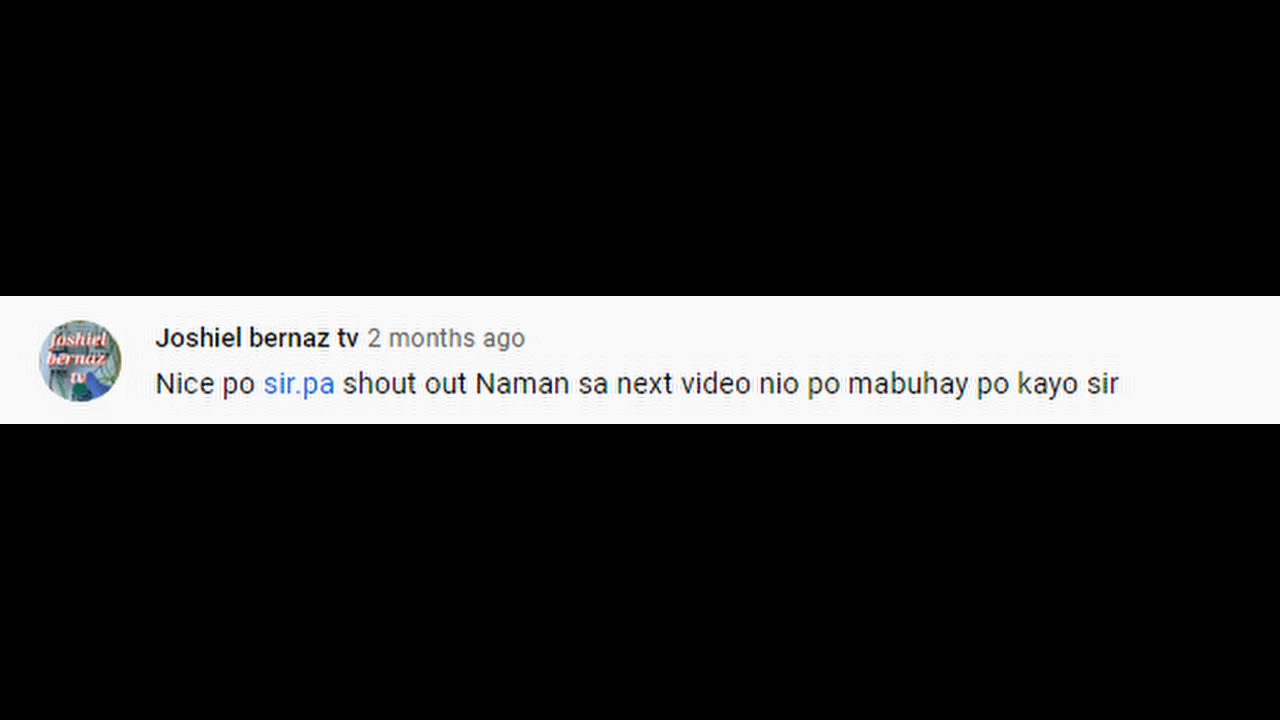 Joshiel bernaz tv 2 months ago
Nice po sir.pa shout out Naman sa next video nio po mabuhay po kayo sir
Joshiel
bernaz
tv